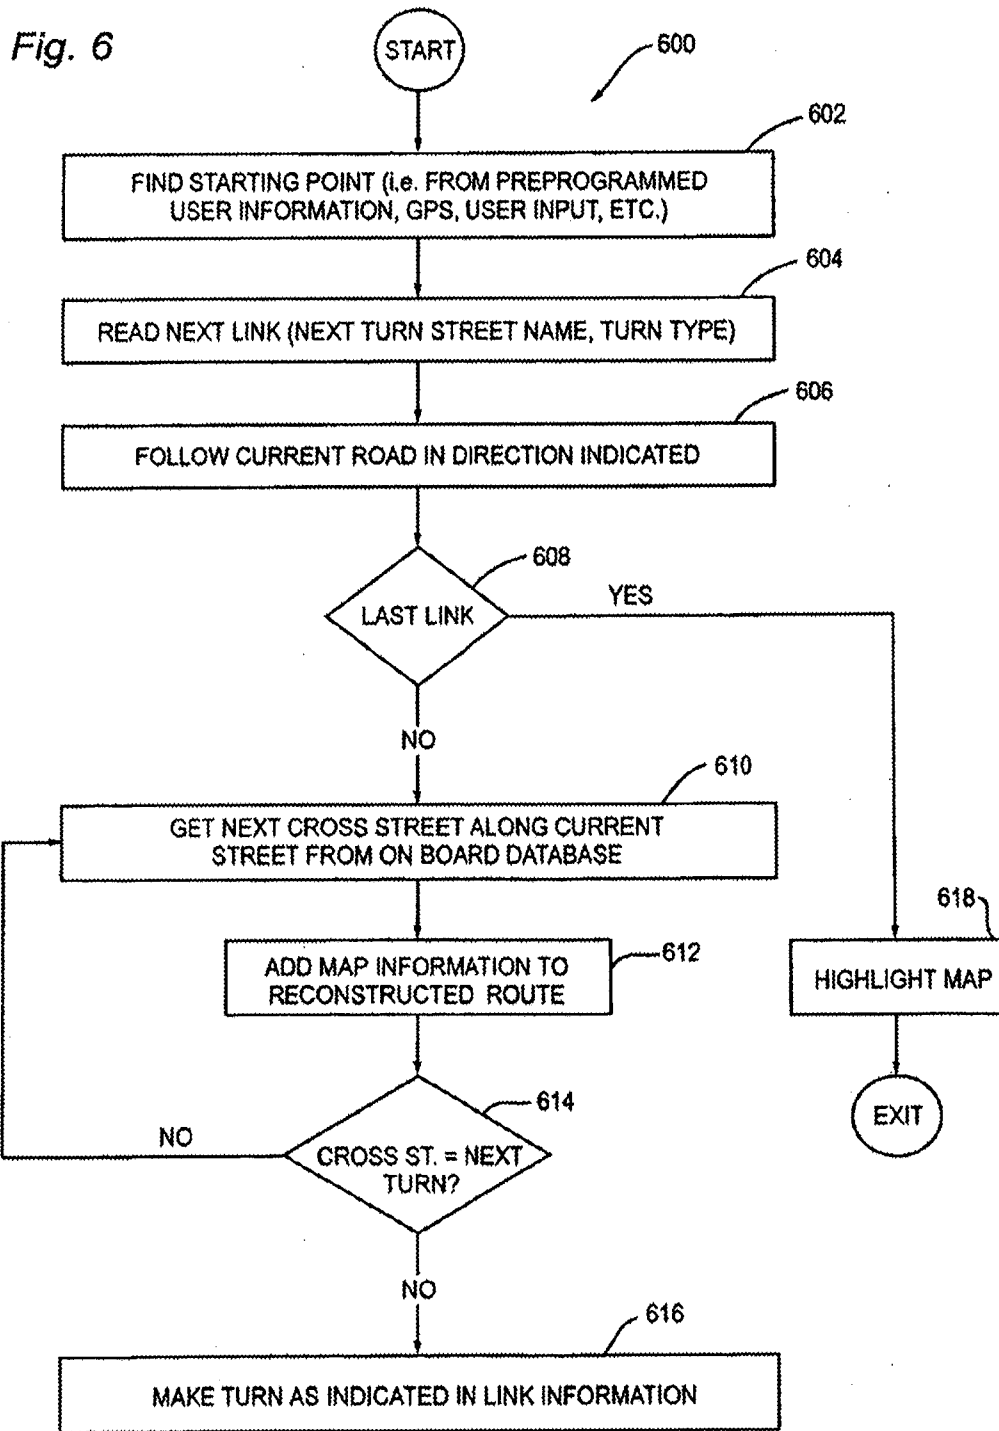 Fig. 6
START
600
602
FIND STARTING POINT (i.e. FROM PREPROGRAMMED
USER INFORMATION, GPS, USER INPUT, ETC.)
604
READ NEXT LINK (NEXT TURN STREET NAME, TURN TYPE)
606
FOLLOW CURRENT ROAD IN DIRECTION INDICATED
608
LAST LINK
YES
NO
610
GET NEXT CROSS STREET ALONG CURRENT
STREET FROM ON BOARD DATABASE
612
ADD MAP INFORMATION TO
RECONSTRUCTED ROUTE
618
HIGHLIGHT MAP
614
CROSS ST. = NEXT
TURN?
NO
EXIT
NO
616
MAKE TURN AS INDICATED IN LINK INFORMATION